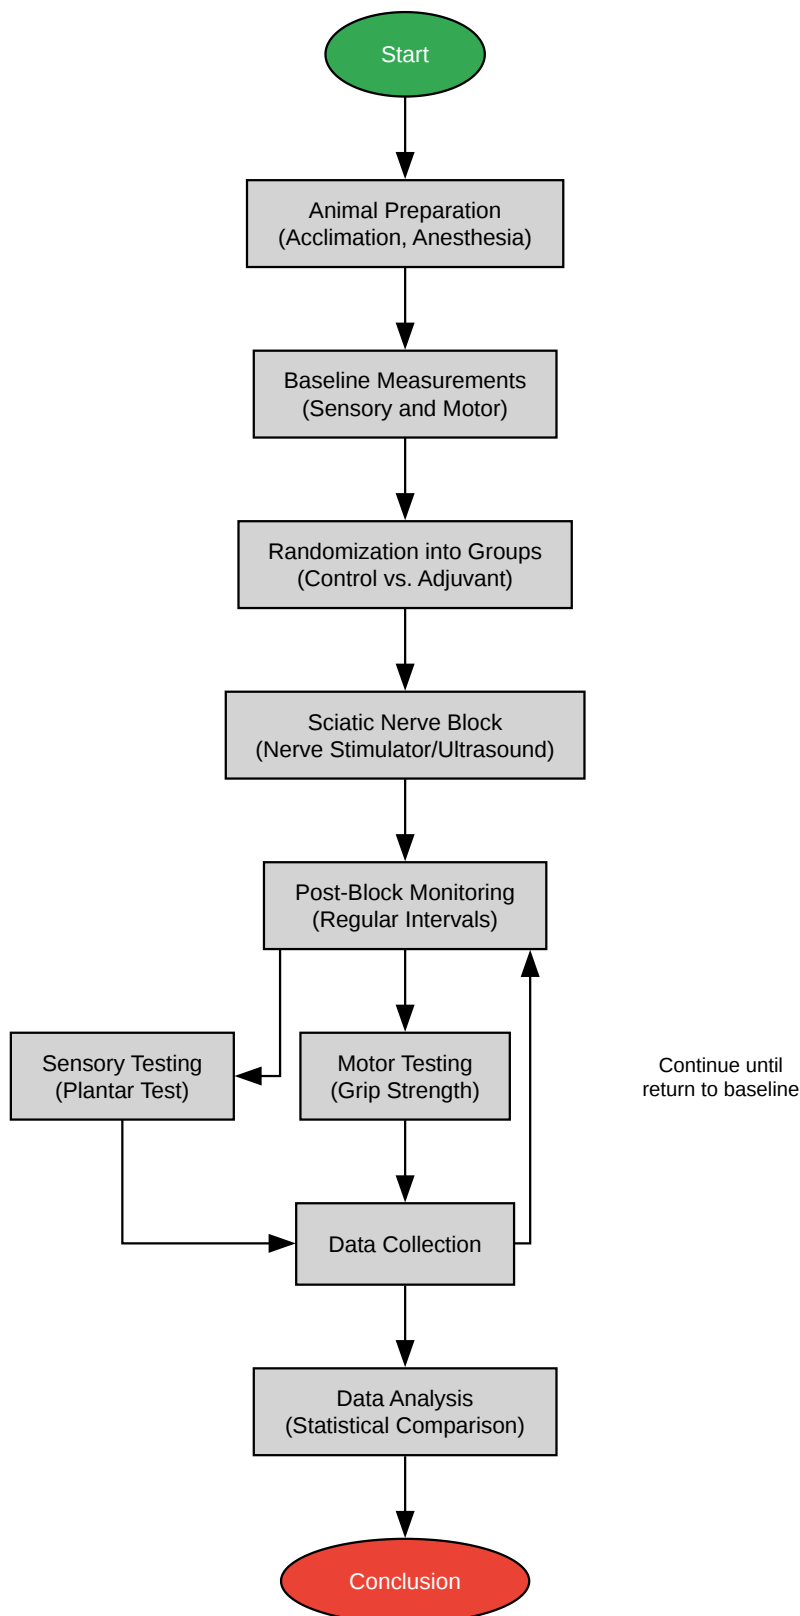 Start
Animal Preparation
(Acclimation, Anesthesia)
Baseline Measurements
(Sensory and Motor)
Randomization into Groups
(Control vs. Adjuvant)
Sciatic Nerve Block
(Nerve Stimulator/Ultrasound)
Post-Block Monitoring
(Regular Intervals)
Sensory Testing
(Plantar Test)
Motor Testing
(Grip Strength)
Continue until
return to baseline
Data Collection
Data Analysis
(Statistical Comparison)
Conclusion